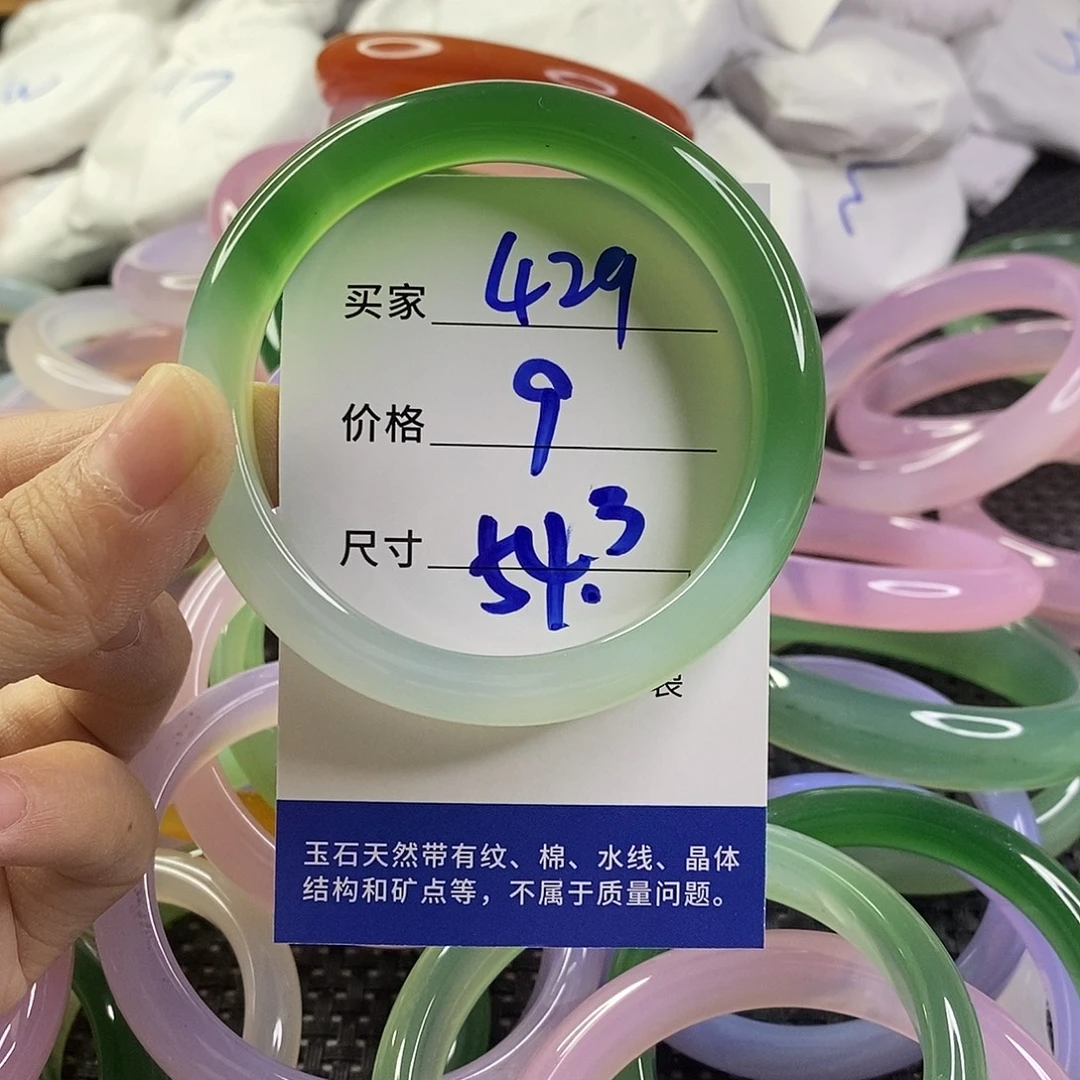 买家 429
价格 9
尺寸 54.3
袋
玉石天然带有纹、棉、水线、晶体
结构和矿点等，不属于质量问题。